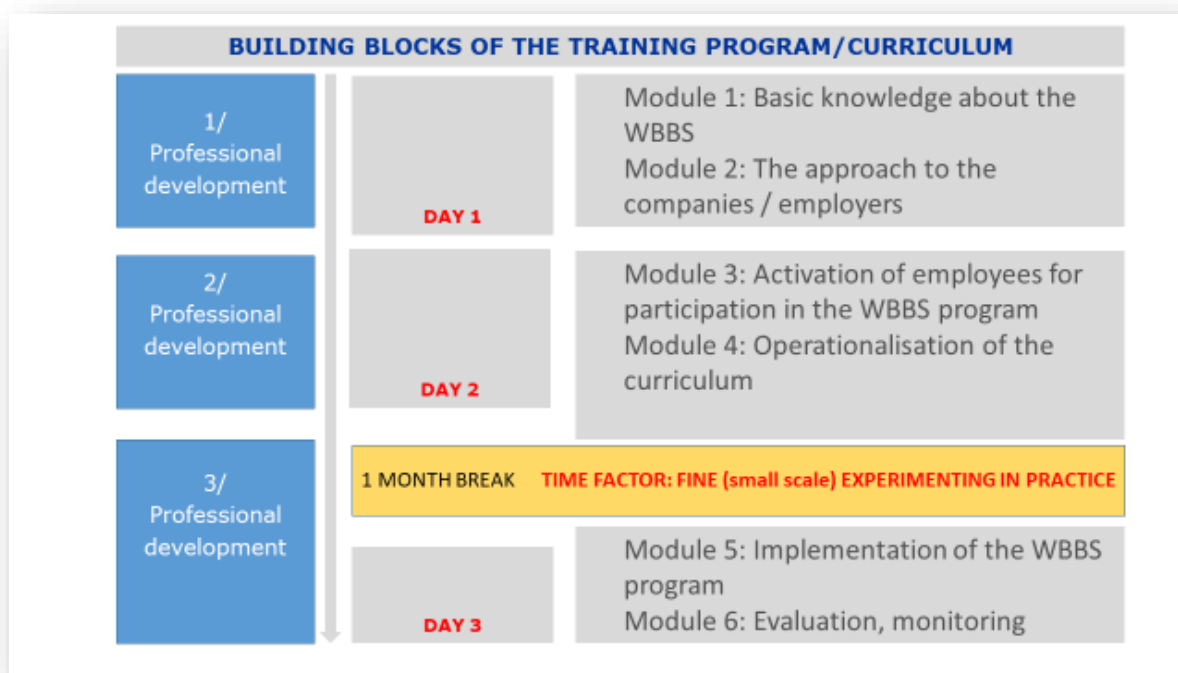 BUILDING BLOCKS OF THE TRAINING PROGRAM/CURRICULUM
1/
Professional
development
DAY 1
Module 1: Basic knowledge about the
WBBS
Module 2: The approach to the
companies / employers
2/
Professional
development
DAY 2
Module 3: Activation of employees for
participation in the WBBS program
Module 4: Operationalisation of the
curriculum
3/
Professional
development
1 MONTH BREAK TIME FACTOR: FINE (small scale) EXPERIMENTING IN PRACTICE
DAY 3
Module 5: Implementation of the WBBS
program
Module 6: Evaluation, monitoring